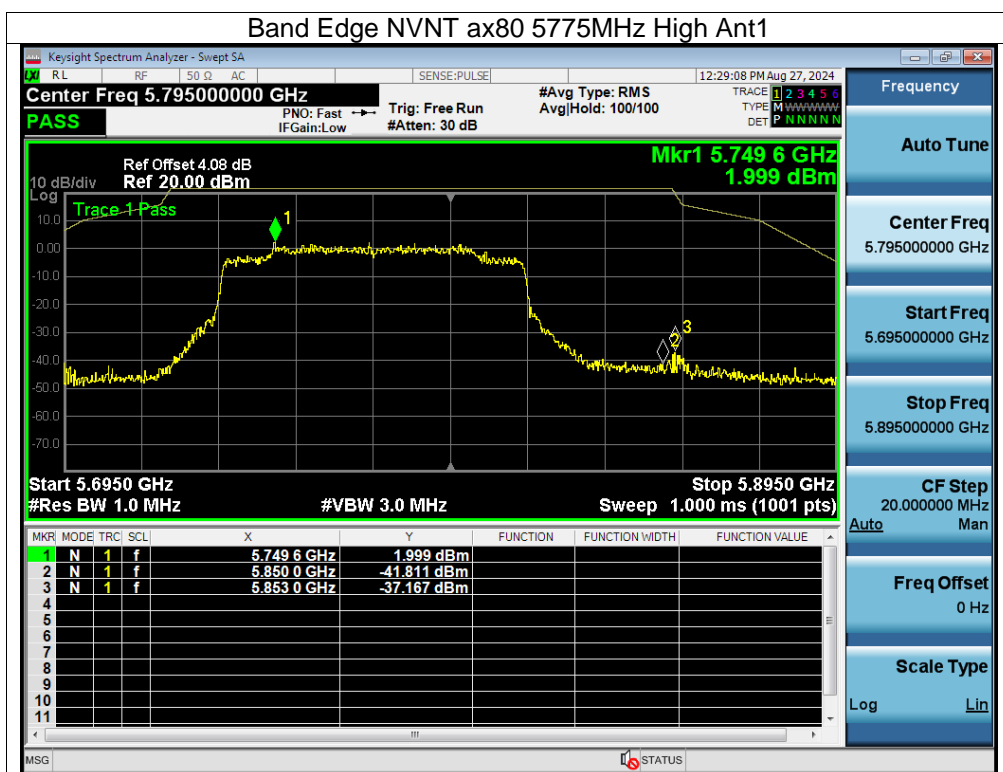 Band Edge NVNT ax80 5775MHz High Ant1
Keysight Spectrum Analyzer - Swept SA
LXI RL RF 50 Ω AC SENSE:PULSE 12:29:08 PM Aug 27, 2024
Center Freq 5.795000000 GHz #Avg Type: RMS TRACE 1 2 3 4 5 6
PNO: Fast Trig: Free Run Avg|Hold: 100/100 TYPE M WWWWW
PASS IFGain:Low #Atten: 30 dB DET P N N N N N
Ref Offset 4.08 dB Mkr1 5.749 6 GHz
10 dB/div Ref 20.00 dBm 1.999 dBm
Log
Trace 1 Pass
10.0
1
0.00
-10.0
-20.0
-30.0
3
2
-40.0
-50.0
-60.0
-70.0
Start 5.6950 GHz Stop 5.8950 GHz
#Res BW 1.0 MHz #VBW 3.0 MHz Sweep 1.000 ms (1001 pts)
MKR MODE TRC SCL X Y FUNCTION FUNCTION WIDTH FUNCTION VALUE
1 N 1 f 5.749 6 GHz 1.999 dBm
2 N 1 f 5.850 0 GHz -41.811 dBm
3 N 1 f 5.853 0 GHz -37.167 dBm
4
5
6
7
8
9
10
11
MSG STATUS
Frequency
Auto Tune
Center Freq
5.795000000 GHz
Start Freq
5.695000000 GHz
Stop Freq
5.895000000 GHz
CF Step
20.000000 MHz
Auto Man
Freq Offset
0 Hz
Scale Type
Log Lin